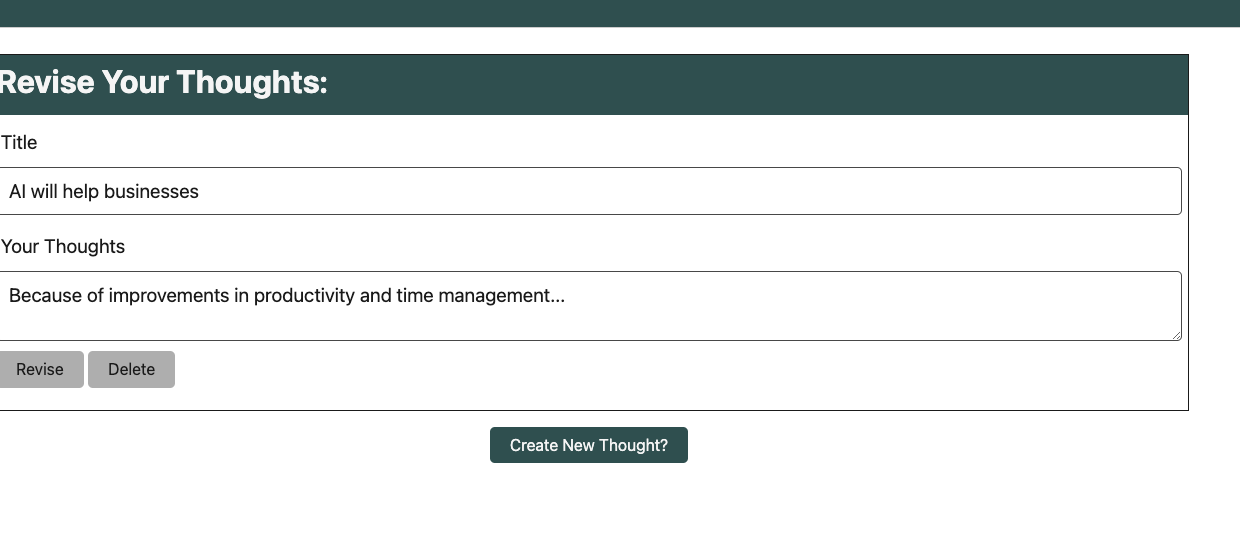 Revise Your Thoughts:
Title
AI will help businesses
Your Thoughts
Because of improvements in productivity and time management...
Revise Delete
Create New Thought?